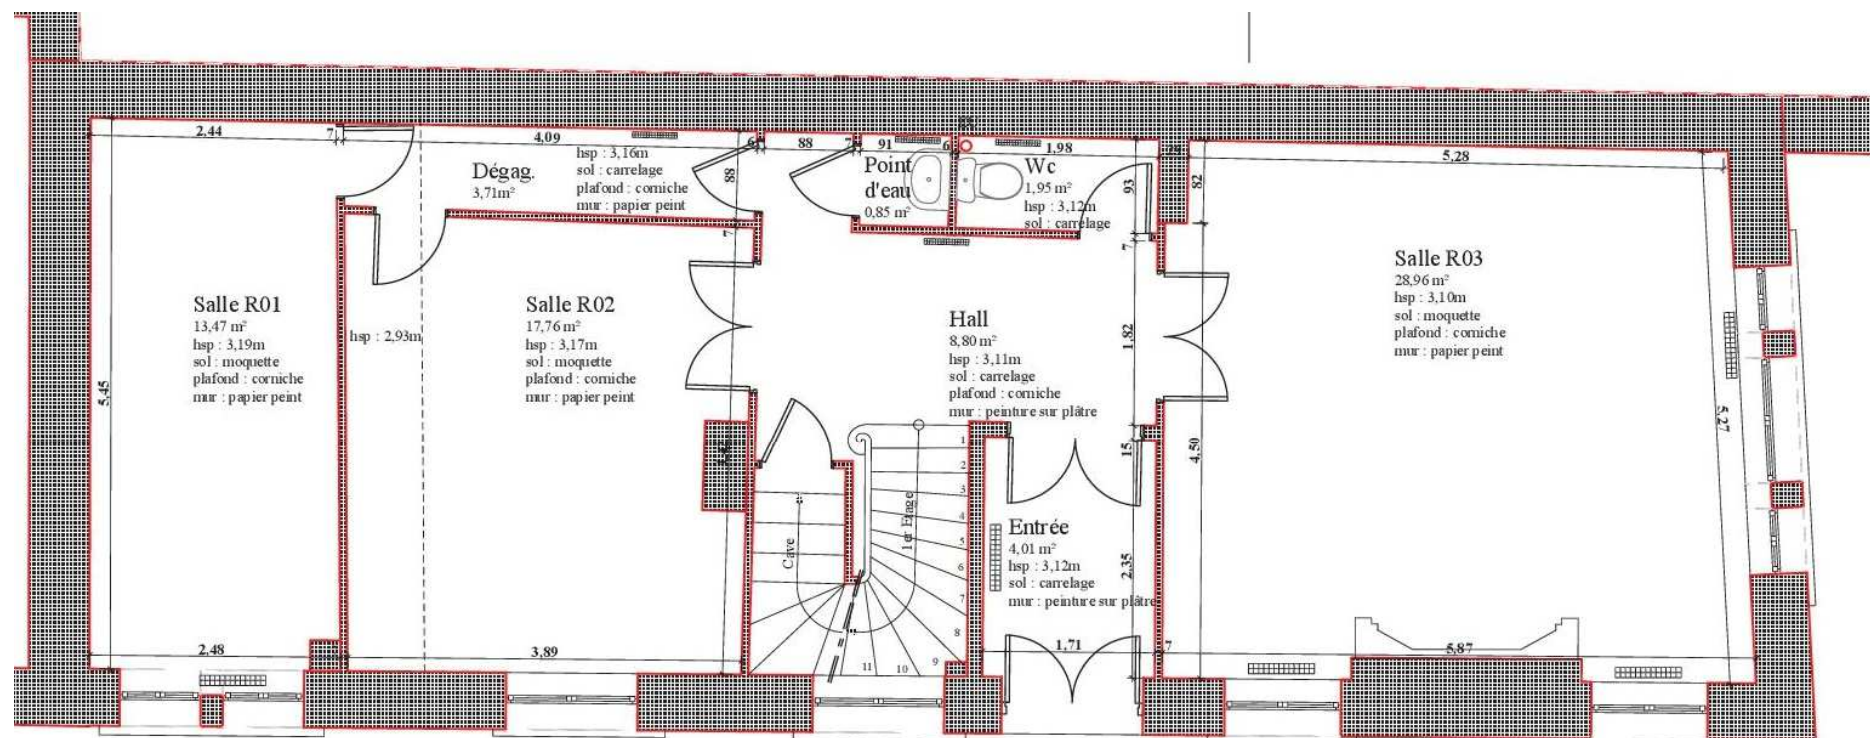 2,44
7
4,09
6
88
7
91
6
1,98
5,28
Dégag.
3,71m²
hsp : 3,16m
sol : carrelage
plafond : corniche
mur : papier peint
88
7
Point
d'eau
0,85 m²
Wc
1,95 m²
hsp : 3,12m
sol : carrelage
93
7
82
Salle R01
13,47 m²
hsp : 3,19m
sol : moquette
plafond : corniche
mur : papier peint
5,45
hsp : 2,93m
Salle R02
17,76 m²
hsp : 3,17m
sol : moquette
plafond : corniche
mur : papier peint
Hall
8,80 m²
hsp : 3,11m
sol : carrelage
plafond : corniche
mur : peinture sur plâtre
1,82
Salle R03
28,96 m²
hsp : 3,10m
sol : moquette
plafond : corniche
mur : papier peint
5,27
4,50
15
Cave
1er Etage
1
2
3
4
5
6
7
8
9
10
11
Entrée
4,01 m²
hsp : 3,12m
sol : carrelage
mur : peinture sur plâtre
2,35
2,48
3,89
1,71
7
5,87